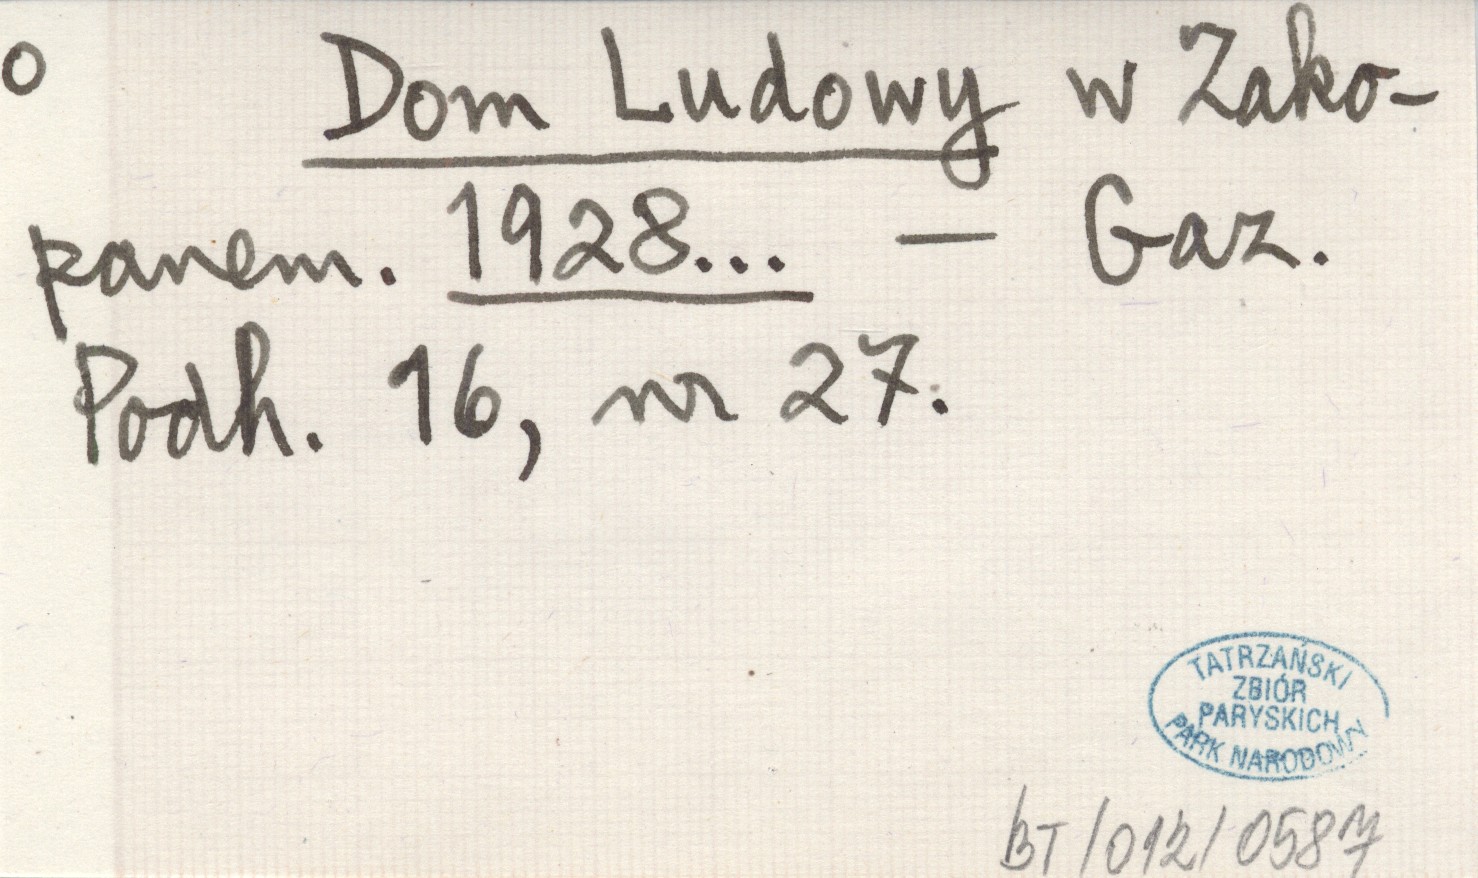 o Dom Ludowy w Zako-
panem. 1928... — Gaz.
Podh. 16, nr 27.
TATRZAŃSKI
ZBIÓR
PARYSKICH
PARK NARODOWY
BT/012/0587